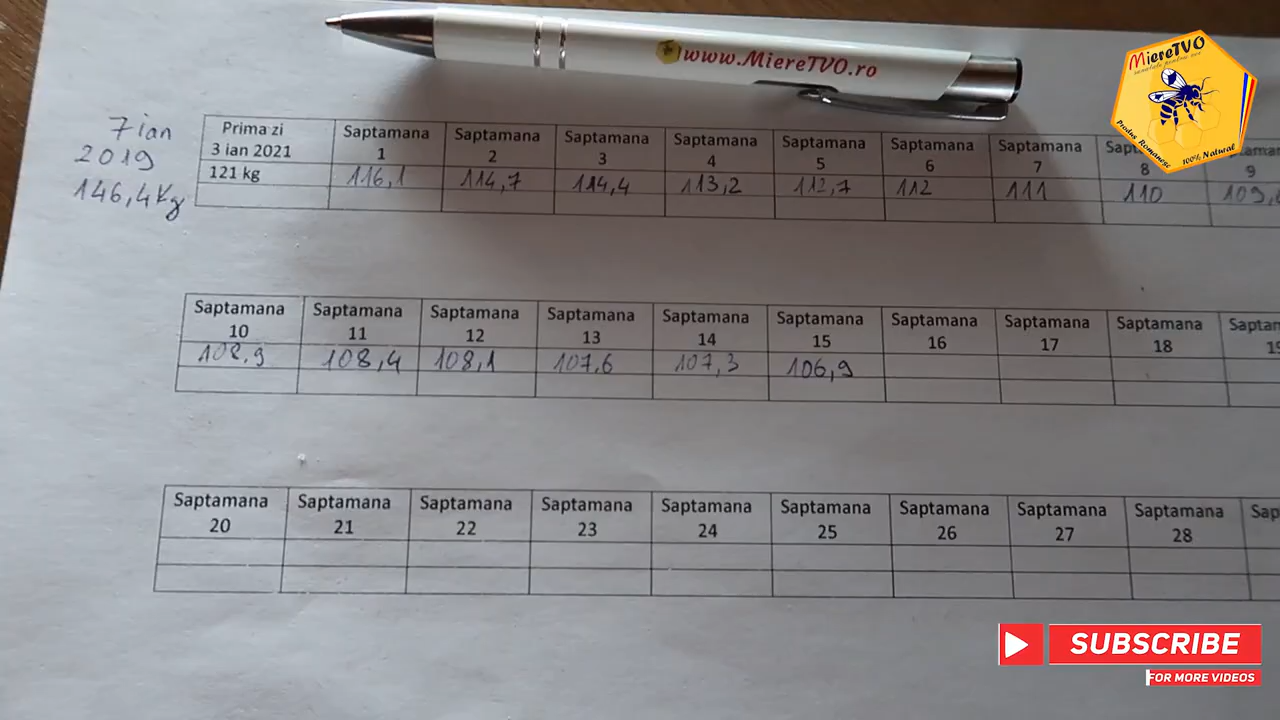 www.MiereTVO.ro
MiereTVO
Produs Romanesc
100% Natural
7 ian
2019
146,4 Kg
Prima zi Saptamana Saptamana Saptamana Saptamana Saptamana Saptamana Saptamana
3 ian 2021 1 2 3 4 5 6 7 8 9
121 kg 116,1 114,7 114,4 113,2 112,7 112 111 110
Saptamana Saptamana Saptamana Saptamana Saptamana Saptamana Saptamana Saptamana Saptamana
10 11 12 13 14 15 16 17 18
108,9 108,4 108,1 107,6 107,3 106,9
Saptamana Saptamana Saptamana Saptamana Saptamana Saptamana Saptamana Saptamana Saptamana Sap
20 21 22 23 24 25 26 27 28
SUBSCRIBE
FOR MORE VIDEOS